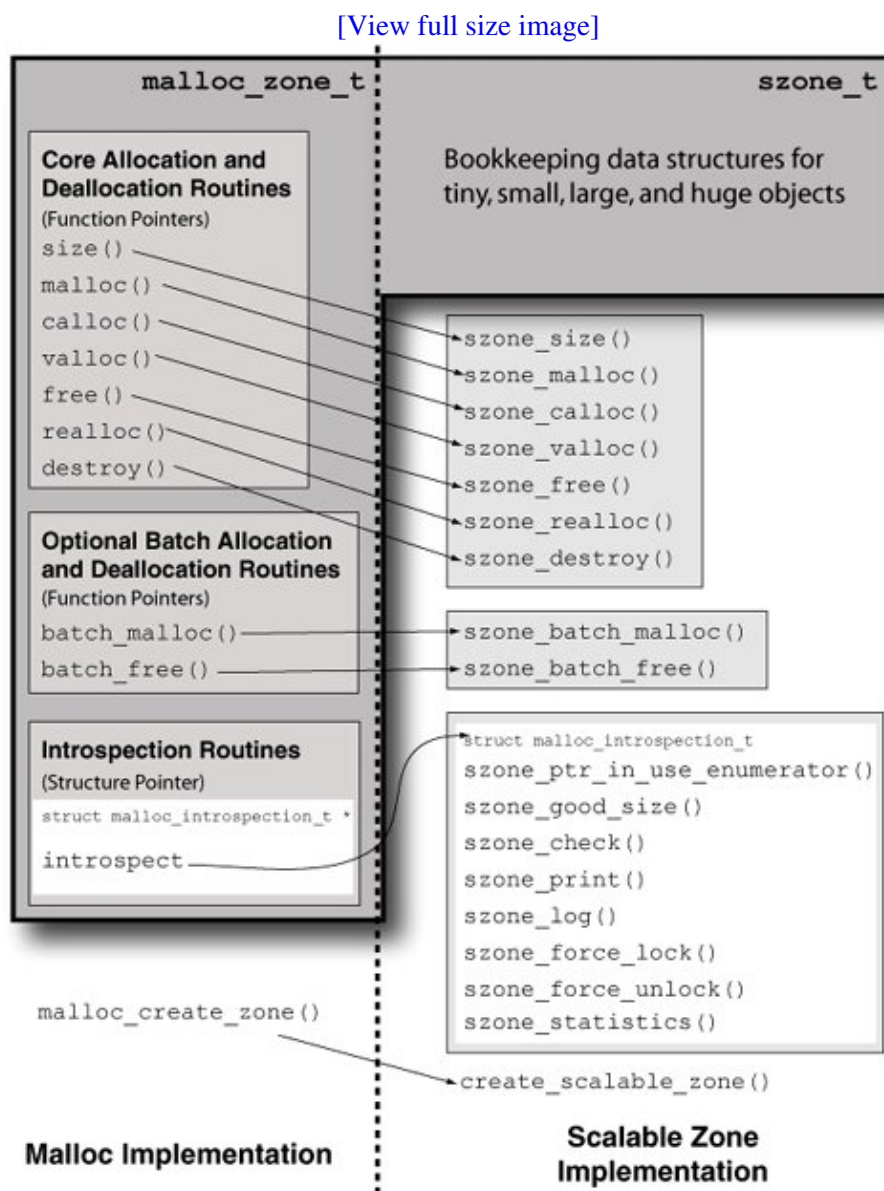 [View full size image]
malloc_zone_t
szone_t
Core Allocation and
Deallocation Routines
(Function Pointers)
size()
malloc()
calloc()
valloc()
free()
realloc()
destroy()
Optional Batch Allocation
and Deallocation Routines
(Function Pointers)
batch_malloc()
batch_free()
Introspection Routines
(Structure Pointer)
struct malloc_introspection_t *
introspect
malloc_create_zone()
Malloc Implementation
Bookkeeping data structures for
tiny, small, large, and huge objects
szone_size()
szone_malloc()
szone_calloc()
szone_valloc()
szone_free()
szone_realloc()
szone_destroy()
szone_batch_malloc()
szone_batch_free()
struct malloc_introspection_t
szone_ptr_in_use_enumerator()
szone_good_size()
szone_check()
szone_print()
szone_log()
szone_force_lock()
szone_force_unlock()
szone_statistics()
create_scalable_zone()
Scalable Zone
Implementation